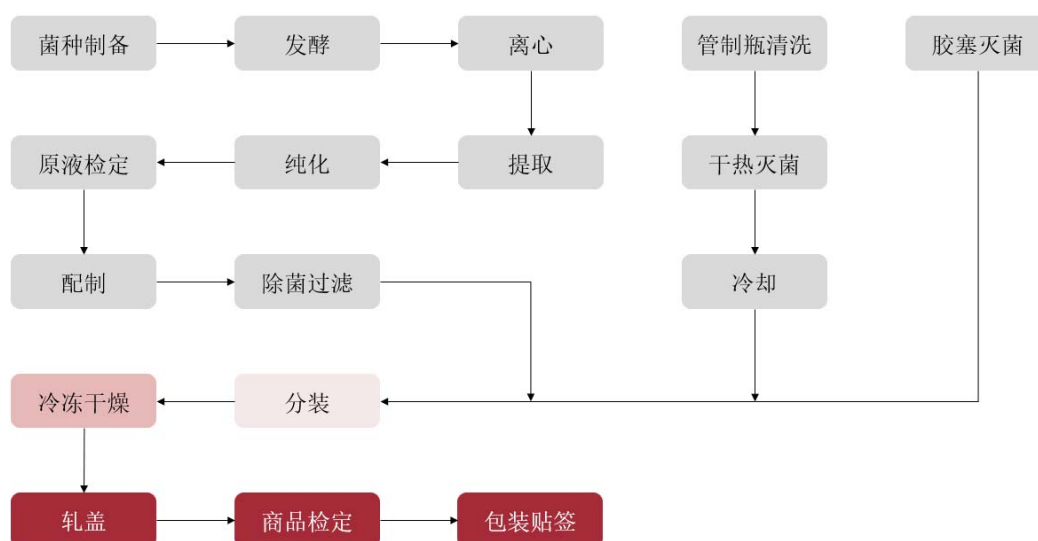 菌种制备
发酵
离心
管制瓶清洗
胶塞灭菌
原液检定
纯化
提取
干热灭菌
配制
除菌过滤
冷却
冷冻干燥
分装
轧盖
商品检定
包装贴签